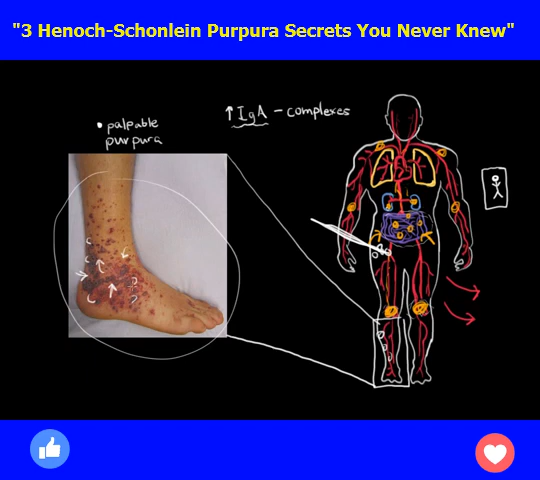 "3 Henoch-Schonlein Purpura Secrets You Never Knew"
↑ IgA - complexes
• palpable
purpura